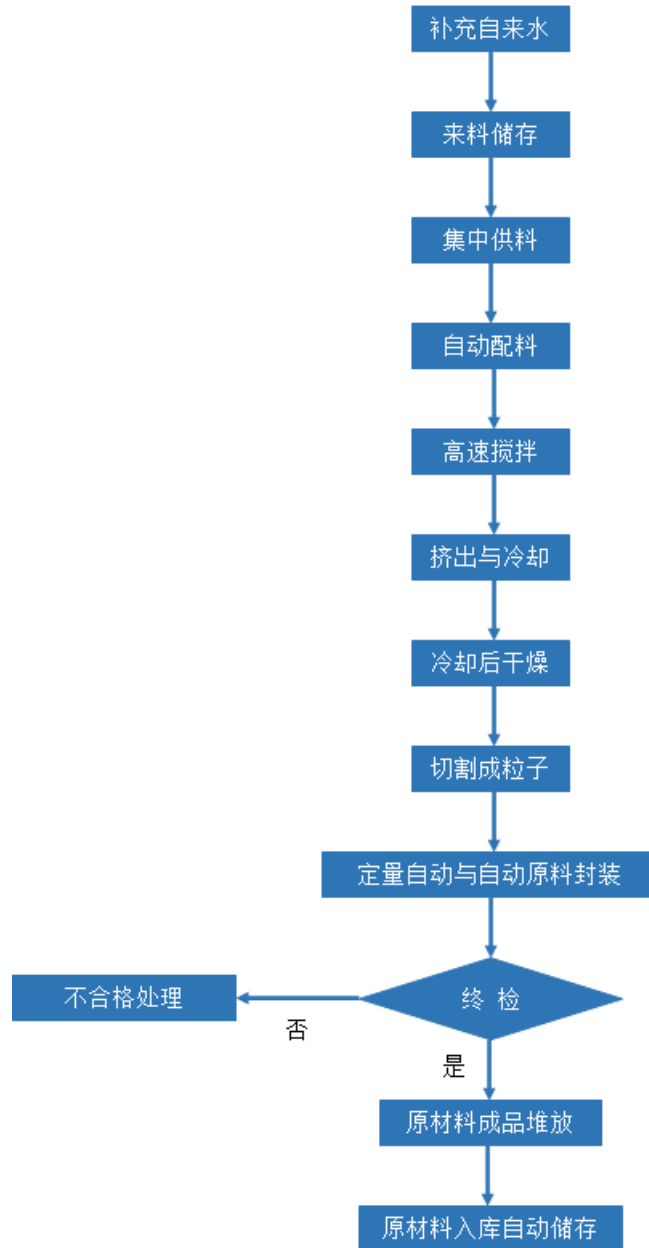 补充自来水
来料储存
集中供料
自动配料
高速搅拌
挤出与冷却
冷却后干燥
切割成粒子
定量自动与自动原料封装
不合格处理
终 检
否
是
原材料成品堆放
原材料入库自动储存